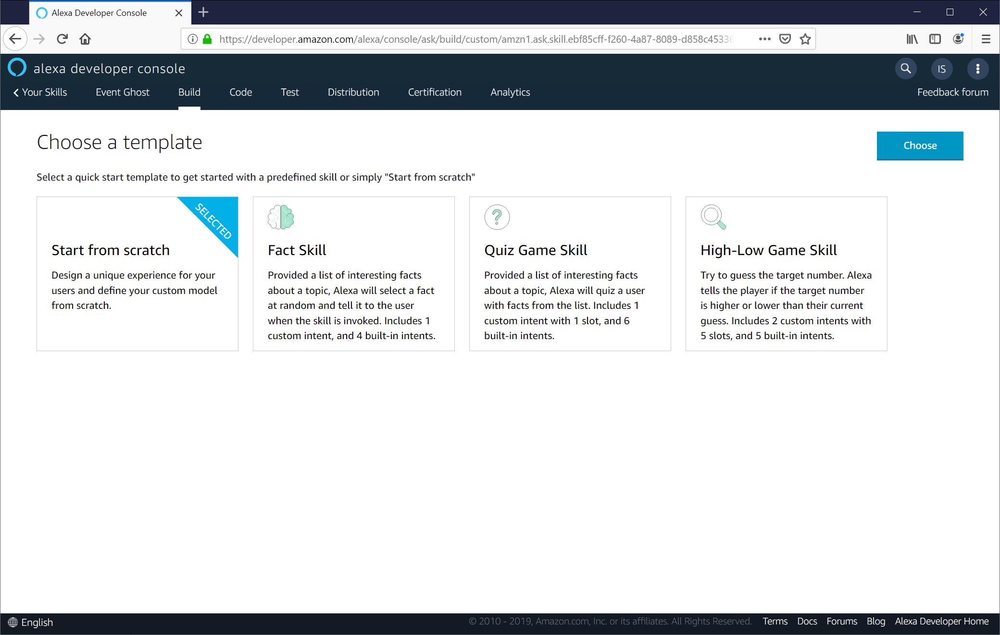 Alexa Developer Console
https://developer.amazon.com/alexa/console/ask/build/custom/amzn1.ask.skill.ebf85cff-f260-4a87-8089-d858c45336
alexa developer console
IS
Your Skills
Event Ghost
Build
Code
Test
Distribution
Certification
Analytics
Feedback forum
Choose a template
Choose
Select a quick start template to get started with a predefined skill or simply "Start from scratch"
SELECTED
Start from scratch
Design a unique experience for your
users and define your custom model
from scratch.
Fact Skill
Provided a list of interesting facts
about a topic, Alexa will select a fact
at random and tell it to the user
when the skill is invoked. Includes 1
custom intent, and 4 built-in intents.
?
Quiz Game Skill
Provided a list of interesting facts
about a topic, Alexa will quiz a user
with facts from the list. Includes 1
custom intent with 1 slot, and 6
built-in intents.
High-Low Game Skill
Try to guess the target number. Alexa
tells the player if the target number
is higher or lower than their current
guess. Includes 2 custom intents with
5 slots, and 5 built-in intents.
English
© 2010 - 2019, Amazon.com, Inc. or its affiliates. All Rights Reserved.
Terms
Docs
Forums
Blog
Alexa Developer Home